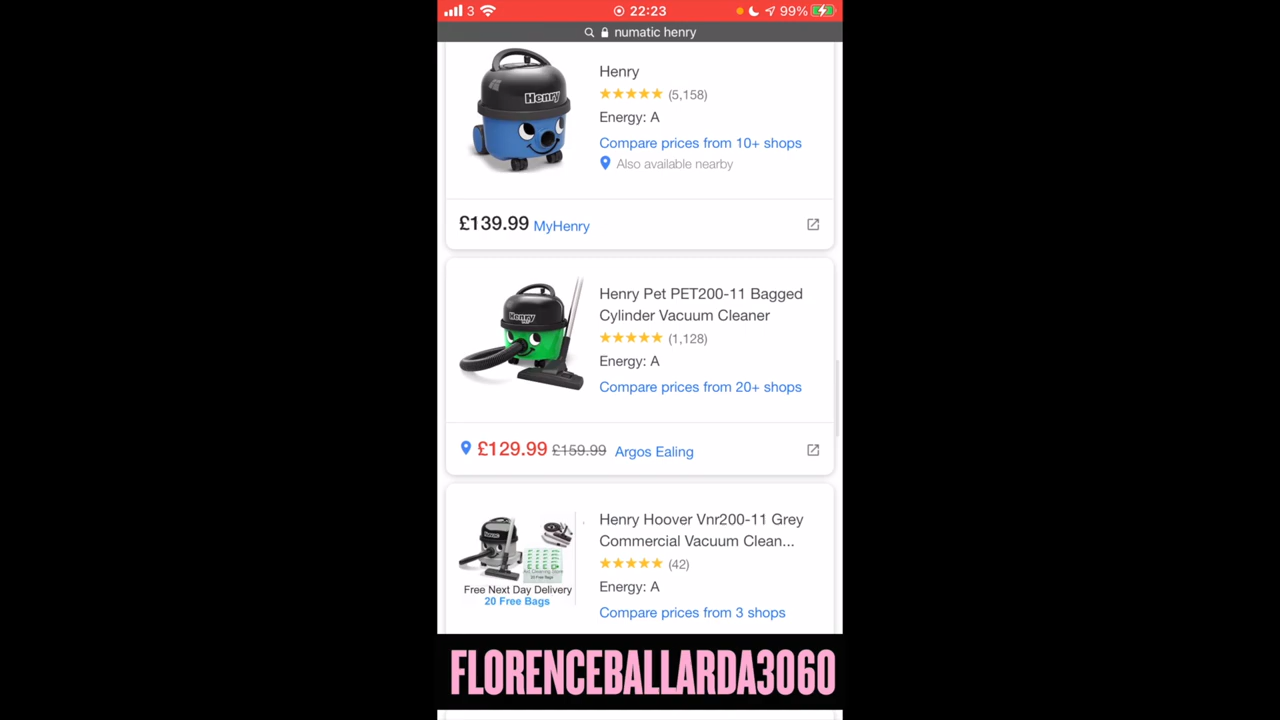 3 22:23 99%
numatic henry
Henry
Henry
(5,158)
Energy: A
Compare prices from 10+ shops
Also available nearby
£139.99 MyHenry
Henry Pet PET200-11 Bagged
Cylinder Vacuum Cleaner
Henry
(1,128)
Energy: A
Compare prices from 20+ shops
£129.99 £159.99 Argos Ealing
Henry Hoover Vnr200-11 Grey
Commercial Vacuum Clean...
(42)
Energy: A
Free Next Day Delivery
20 Free Bags
Compare prices from 3 shops
FLORENCEBALLARDA3060